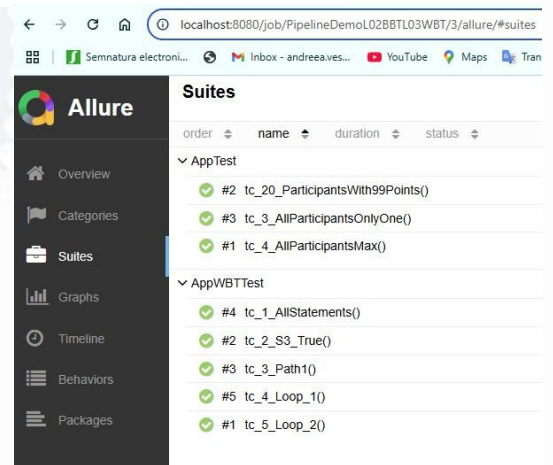 localhost:8080/job/PipelineDemoL02BBTL03WBT/3/allure/#suites
Semnatura electroni... Inbox - andreea.ves... YouTube Maps Tran
Allure
Suites
order name duration status
Overview
Categories
Suites
Graphs
Timeline
Behaviors
Packages
AppTest
#2 tc_20_ParticipantsWith99Points()
#3 tc_3_AllParticipantsOnlyOne()
#1 tc_4_AllParticipantsMax()
AppWBTTest
#4 tc_1_AllStatements()
#2 tc_2_S3_True()
#3 tc_3_Path1()
#5 tc_4_Loop_1()
#1 tc_5_Loop_2()